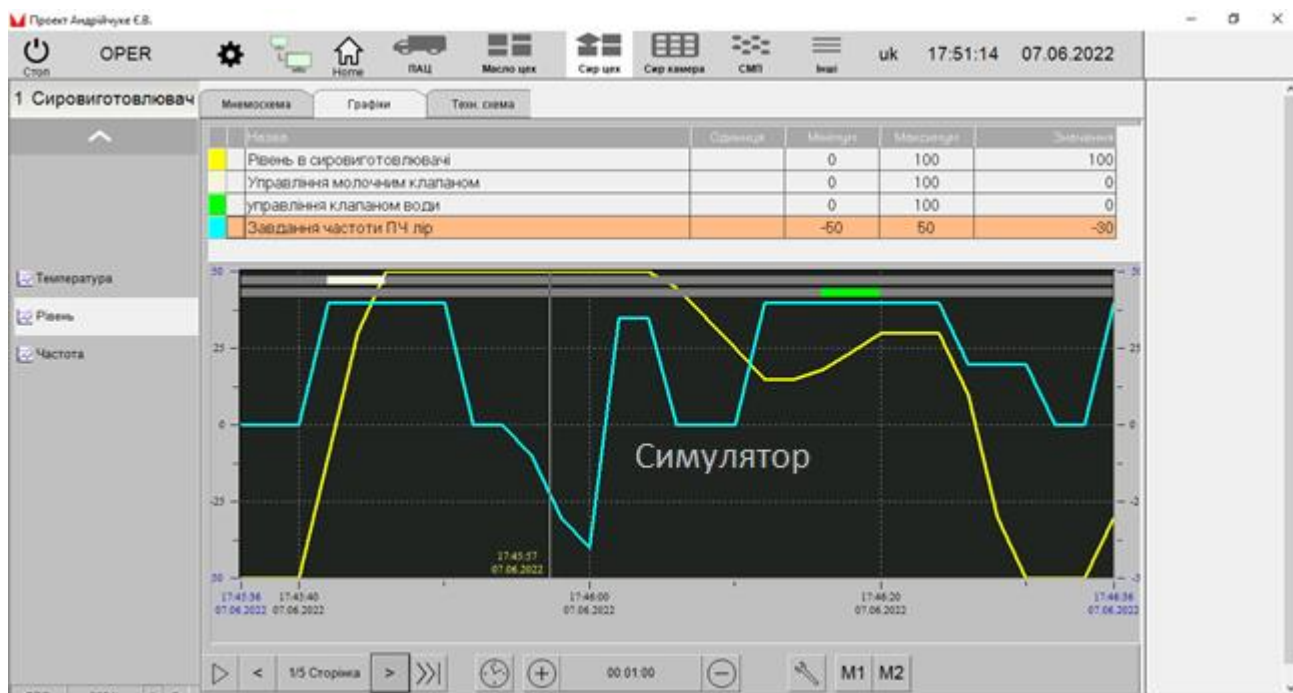 Проект Андрійчука Є.В.
Стоп
OPER
Home
ПАЦ
Масло цех
Сир цех
Сир камера
СМП
Інші
uk 17:51:14 07.06.2022
1 Сировиготовлювач
Мнемосхема
Графіки
Техн. схема
Назва Одиниця Мінімум Максимум Значення
Рівень в сировиготовлювачі 0 100 100
Управління молочним клапаном 0 100 0
управління клапаном води 0 100 0
Завдання частоти ПЧ лір -50 50 -30
Температура
Рівень
Частота
25
0
-25
Симулятор
17:45:57
07.06.2022
17:45:36 17:45:40 17:46:00 17:46:20 17:46:36
07.06.2022 07.06.2022 07.06.2022 07.06.2022 07.06.2022
< 1/5 Сторінка > 00:01:00 M1 M2